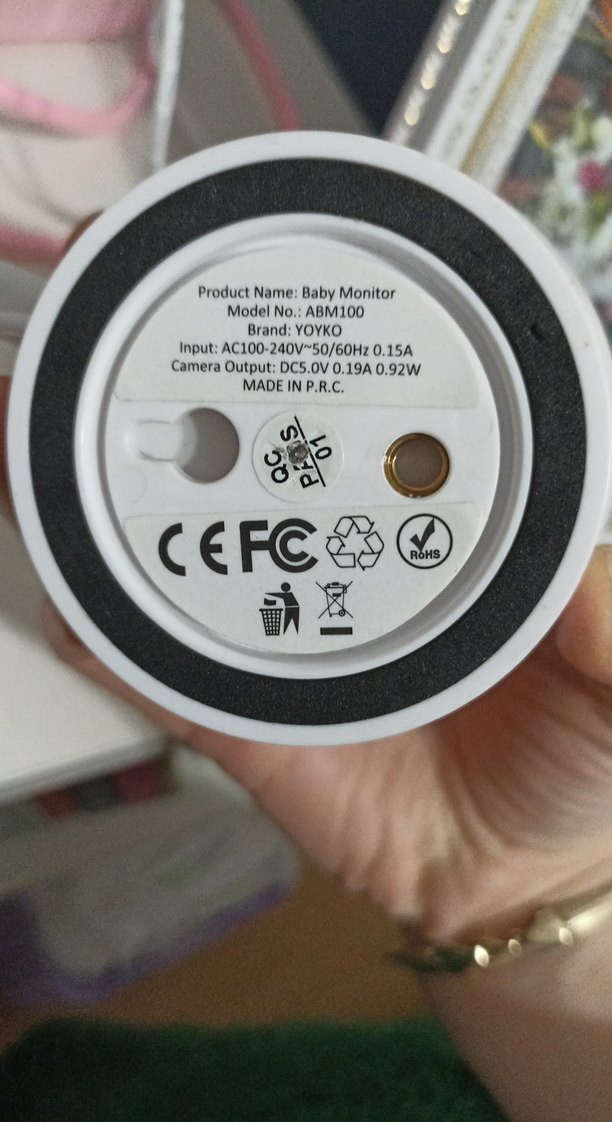 Product Name: Baby Monitor
Model No.: ABM100
Brand: YOYKO
Input: AC100-240V~50/60Hz 0.15A
Camera Output: DC5.0V 0.19A 0.92W
MADE IN P.R.C.
QC
PASS
01
CE FC
RoHS